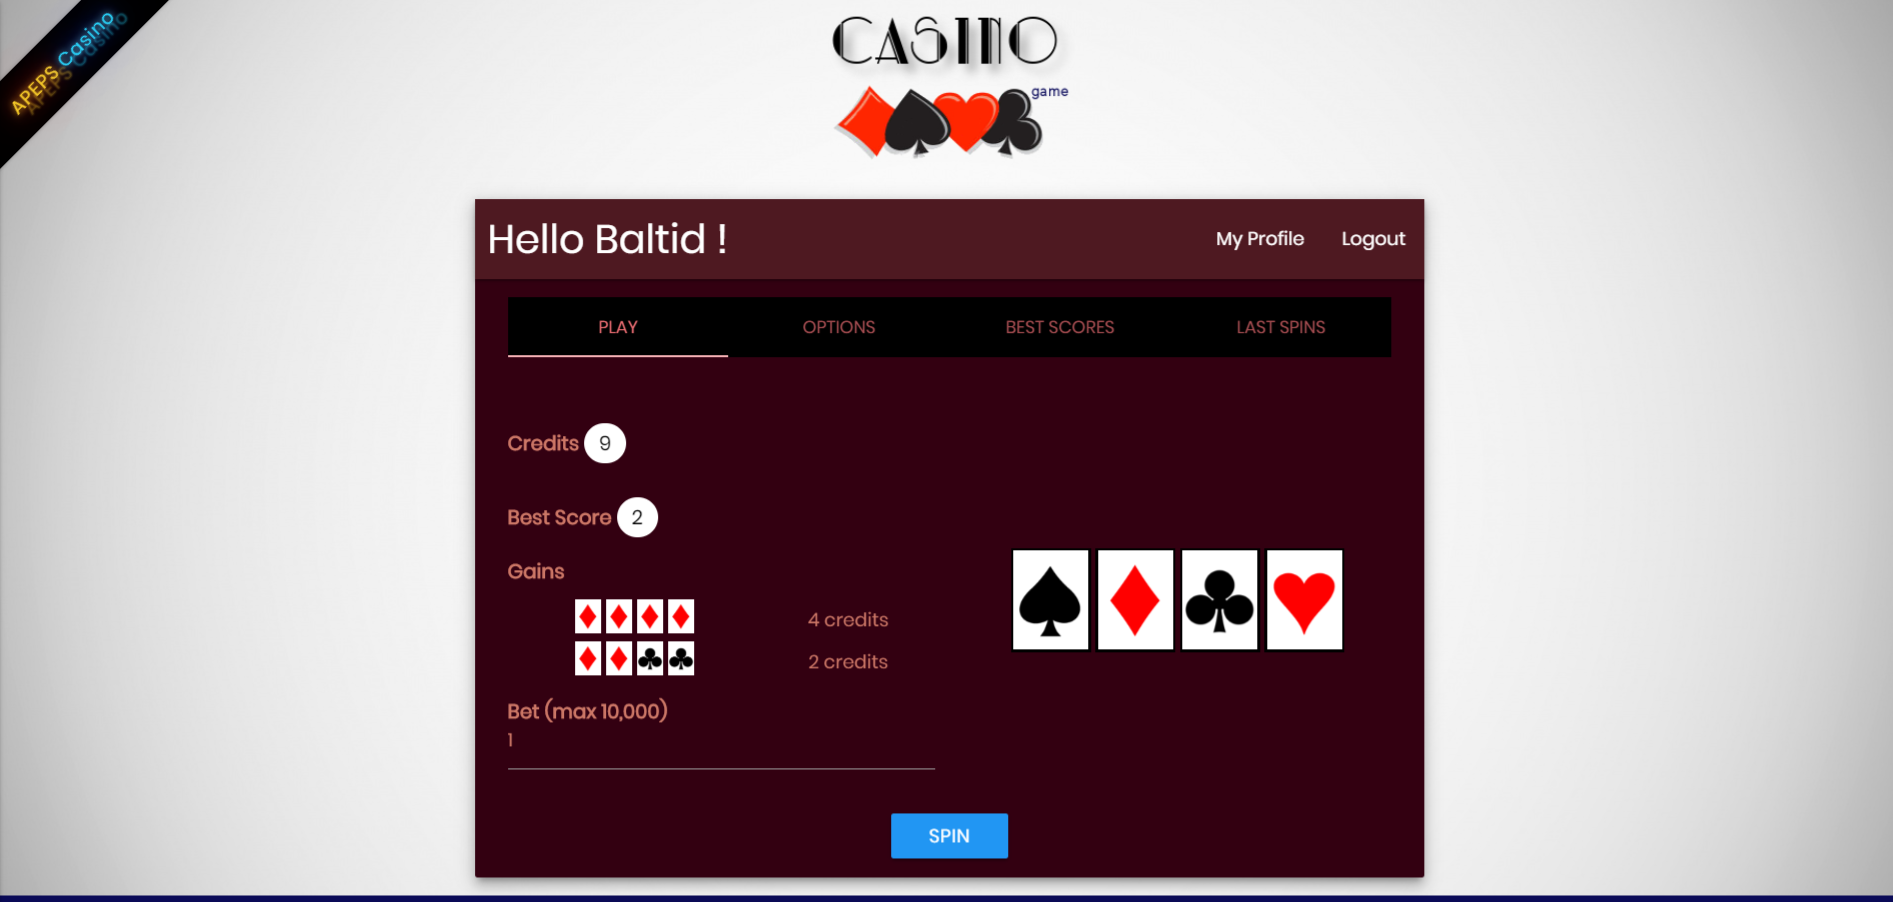 APEPS Casino
CASINO
game
Hello Baltid !
My Profile
Logout
PLAY
OPTIONS
BEST SCORES
LAST SPINS
Credits 9
Best Score 2
Gains
4 credits
2 credits
Bet (max 10,000)
1
SPIN